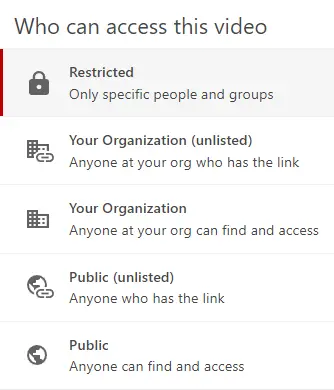 Who can access this video
Restricted
Only specific people and groups
Your Organization (unlisted)
Anyone at your org who has the link
Your Organization
Anyone at your org can find and access
Public (unlisted)
Anyone who has the link
Public
Anyone can find and access